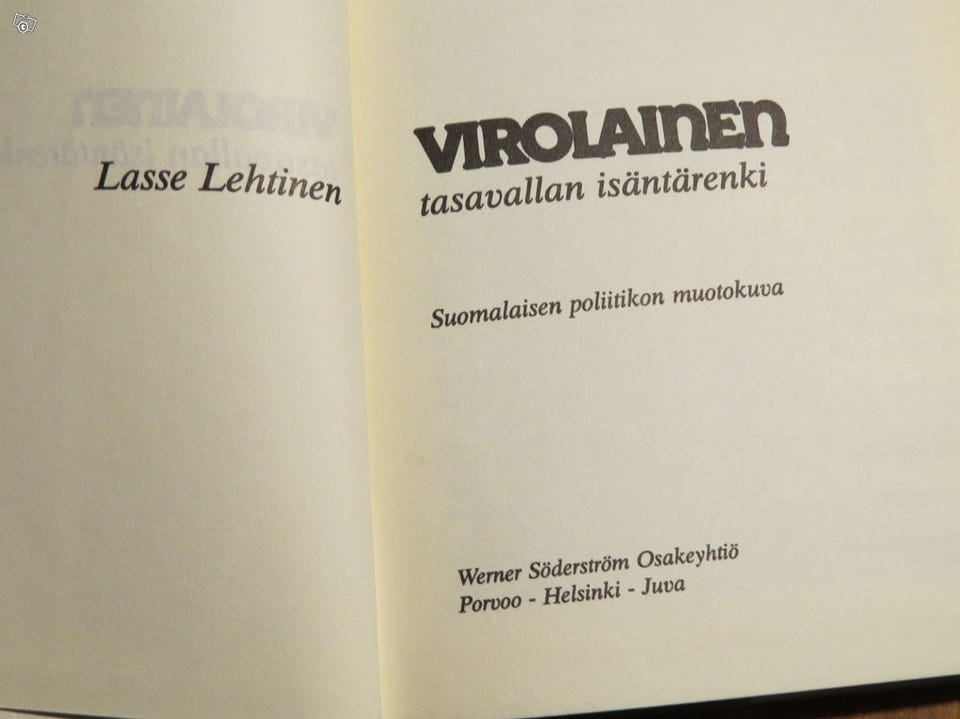 Lasse Lehtinen
VIROLAINEN
tasavallan isäntärenki
Suomalaisen poliitikon muotokuva
Werner Söderström Osakeyhtiö
Porvoo - Helsinki - Juva